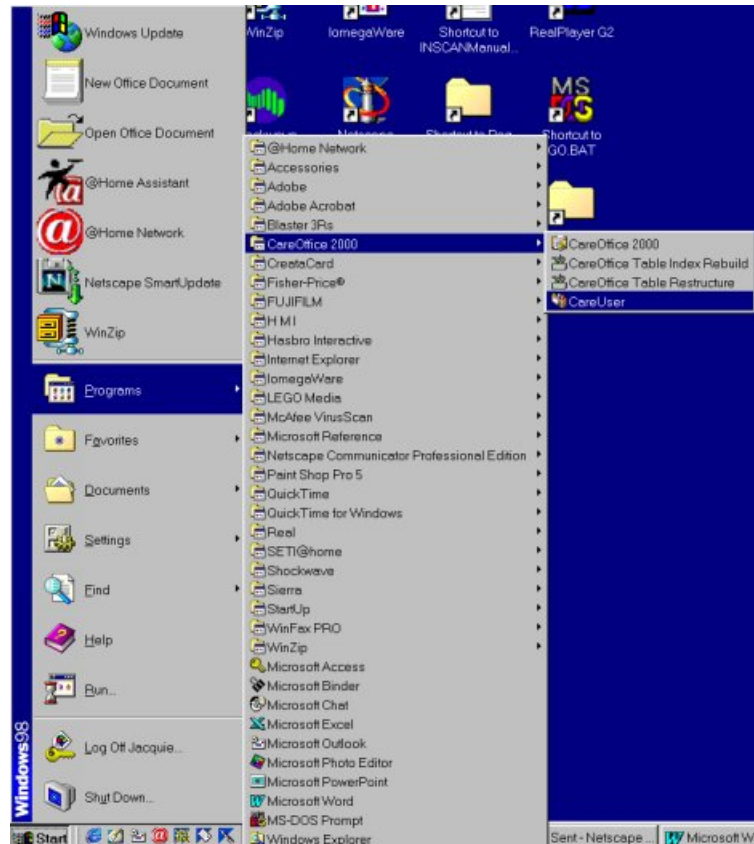 Windows Update
New Office Document
Open Office Document
@Home Assistant
@Home Network
Netscape SmartUpdate
WinZip
Programs
Favorites
Documents
Settings
Find
Help
Run...
Log Off Jacquie...
Shut Down...
Windows98
Start
WinZip
IomegaWare
Shortcut to
INSCANManual...
RealPlayer G2
MS
DOS
Shortcut to
GO.BAT
@Home Network
Accessories
Adobe
Adobe Acrobat
Blaster 3Rs
CareOffice 2000
CreataCard
Fisher-Price®
FUJIFILM
H M I
Hasbro Interactive
Internet Explorer
IomegaWare
LEGO Media
McAfee VirusScan
Microsoft Reference
Netscape Communicator Professional Edition
Paint Shop Pro 5
QuickTime
QuickTime for Windows
Real
SETI@home
Shockwave
Sierra
StartUp
WinFax PRO
WinZip
Microsoft Access
Microsoft Binder
Microsoft Chat
Microsoft Excel
Microsoft Outlook
Microsoft Photo Editor
Microsoft PowerPoint
Microsoft Word
MS-DOS Prompt
Windows Explorer
CareOffice 2000
CareOffice Table Index Rebuild
CareOffice Table Restructure
CareUser
Sent - Netscape ...
Microsoft W